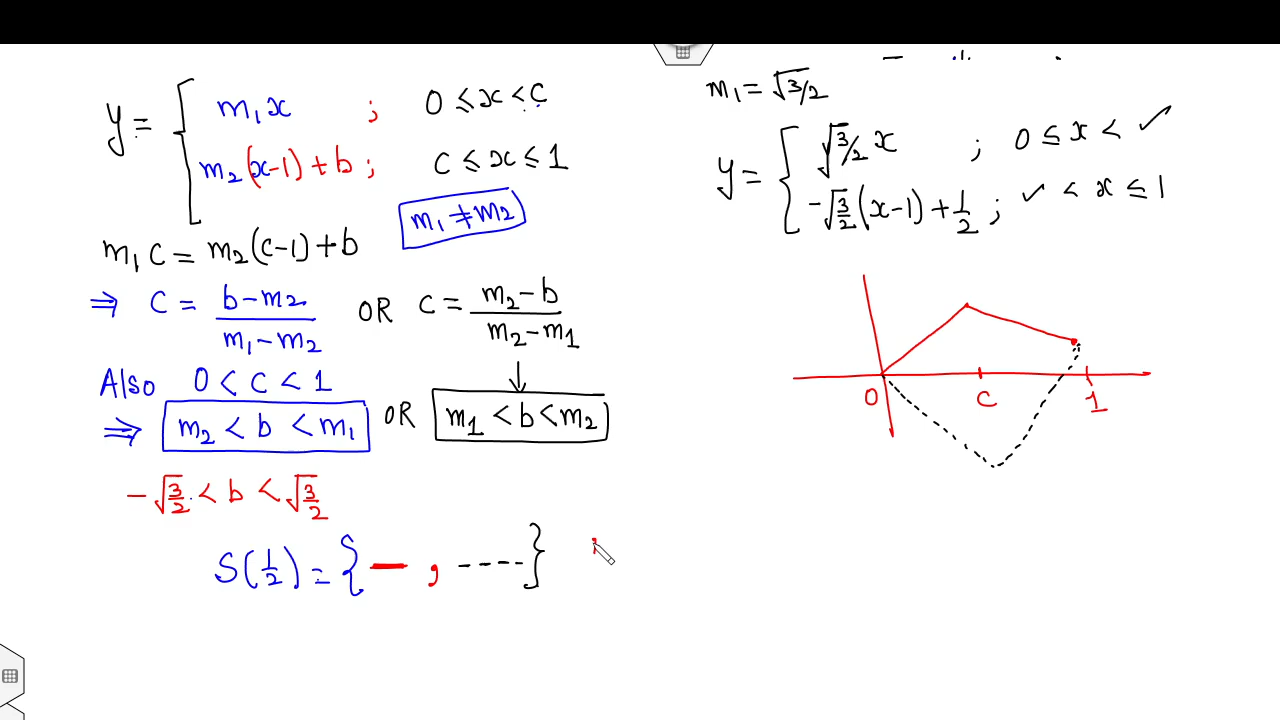 y = { m₁x ; 0 ≤ x < c
m₂(x-1) + b ; c ≤ x ≤ 1
m₁ ≠ m₂
m₁c = m₂(c-1) + b
⇒ c = (b-m₂)/(m₁-m₂) OR c = (m₂-b)/(m₂-m₁)
Also 0 < c < 1
⇒ m₂ < b < m₁ OR m₁ < b < m₂
-√(3/2) < b < √(3/2)
S(1/2) = { — , ---- }
m₁ = √3/2
y = { √3/2 x ; 0 ≤ x < ✓
-√(3/2)(x-1) + 1/2 ; ✓ < x ≤ 1
0 c 1